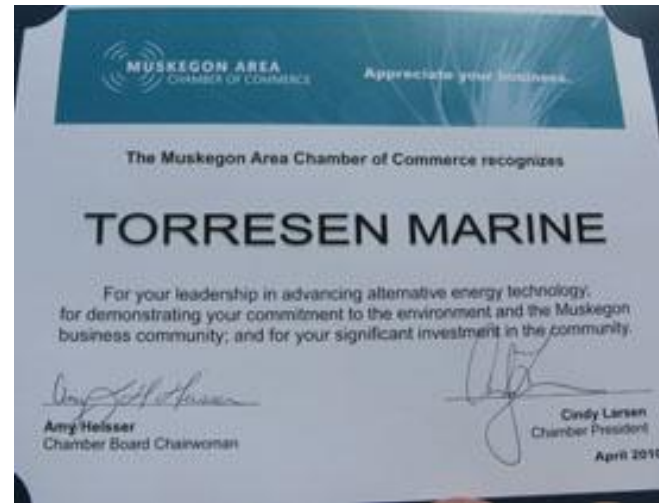 MUSKEGON AREA
CHAMBER OF COMMERCE
Appreciate your business.
The Muskegon Area Chamber of Commerce recognizes
TORRESEN MARINE
For your leadership in advancing alternative energy technology;
for demonstrating your commitment to the environment and the Muskegon
business community; and for your significant investment in the community.
Amy Heisser
Chamber Board Chairwoman
Cindy Larsen
Chamber President
April 2010